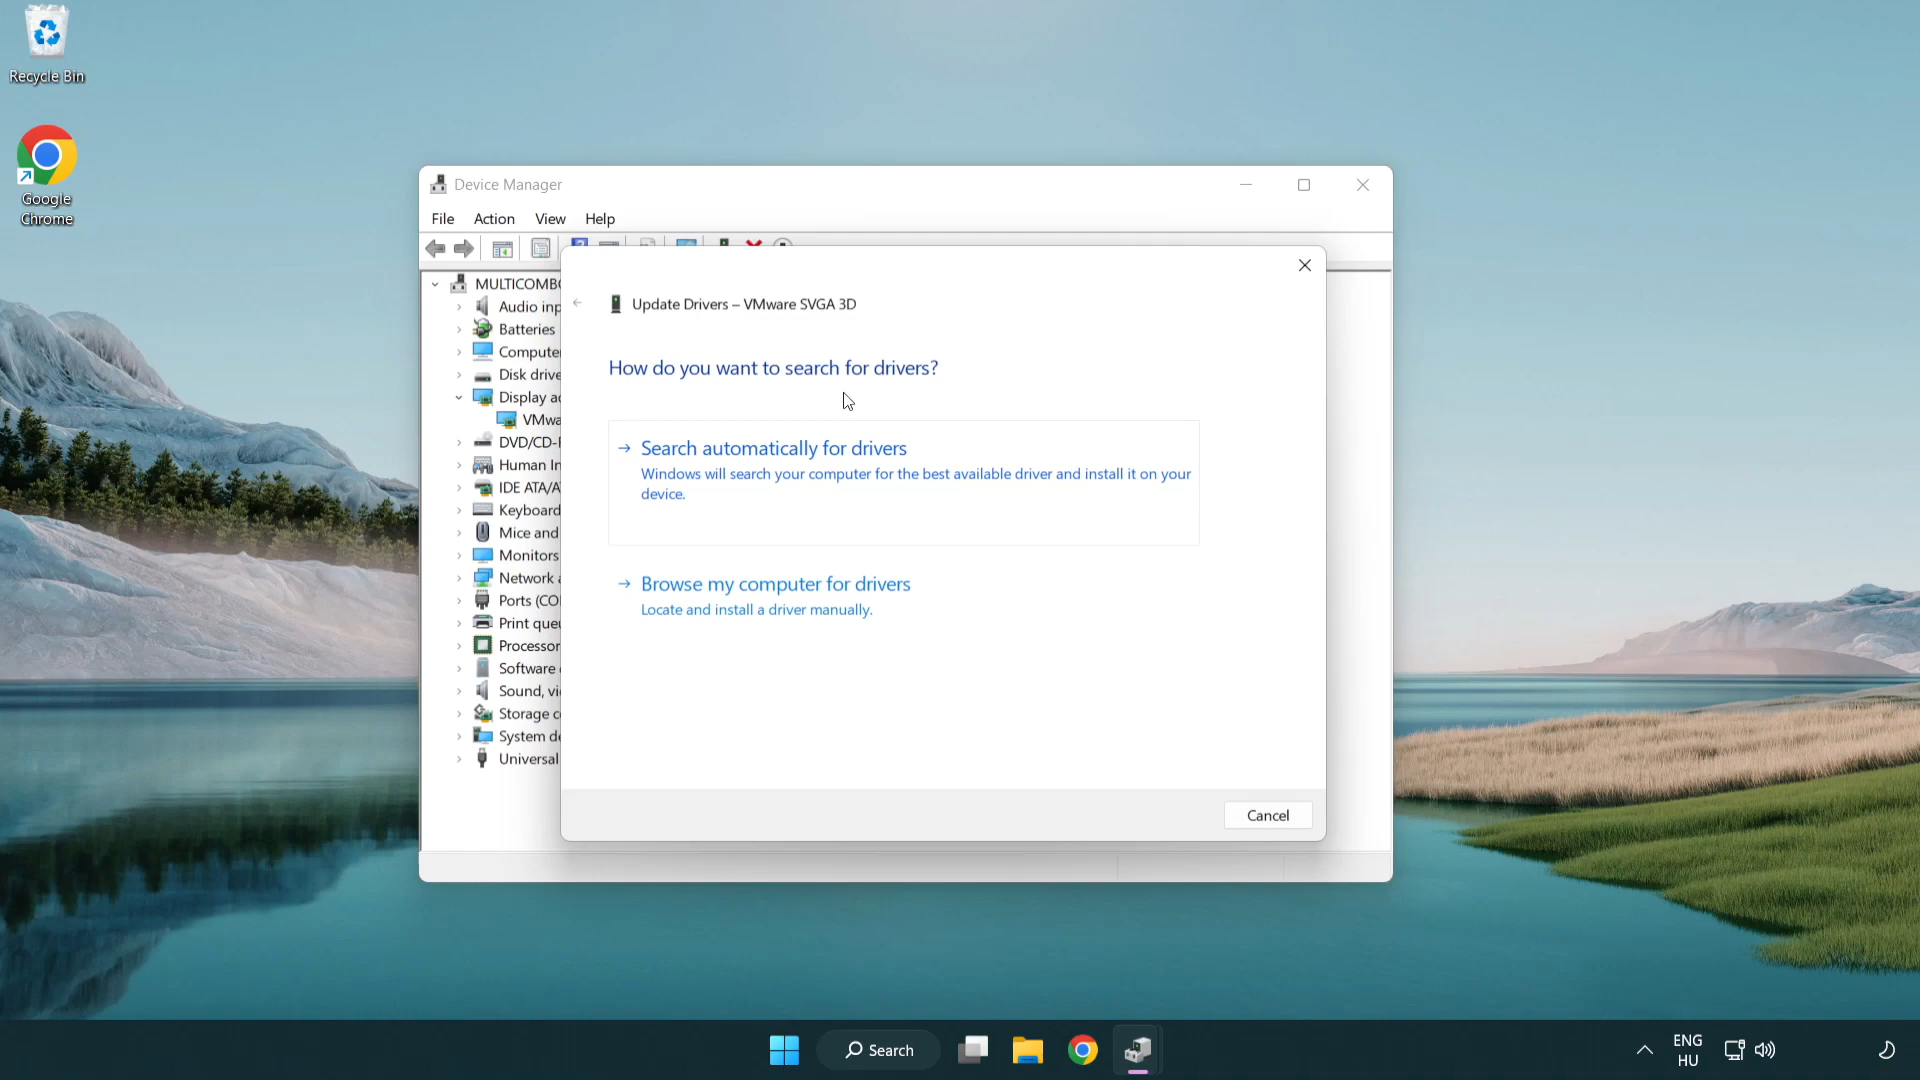 Recycle Bin
Google
Chrome
Device Manager
File Action View Help
MULTICOMBO
Audio inp
Batteries
Compute
Disk drive
Display ad
VMwa
DVD/CD-R
Human In
IDE ATA/A
Keyboard
Mice and
Monitors
Network a
Ports (CO
Print que
Processor
Software
Sound, vi
Storage c
System de
Universal
Update Drivers – VMware SVGA 3D
How do you want to search for drivers?
Search automatically for drivers
Windows will search your computer for the best available driver and install it on your
device.
Browse my computer for drivers
Locate and install a driver manually.
Cancel
Search
ENG
HU